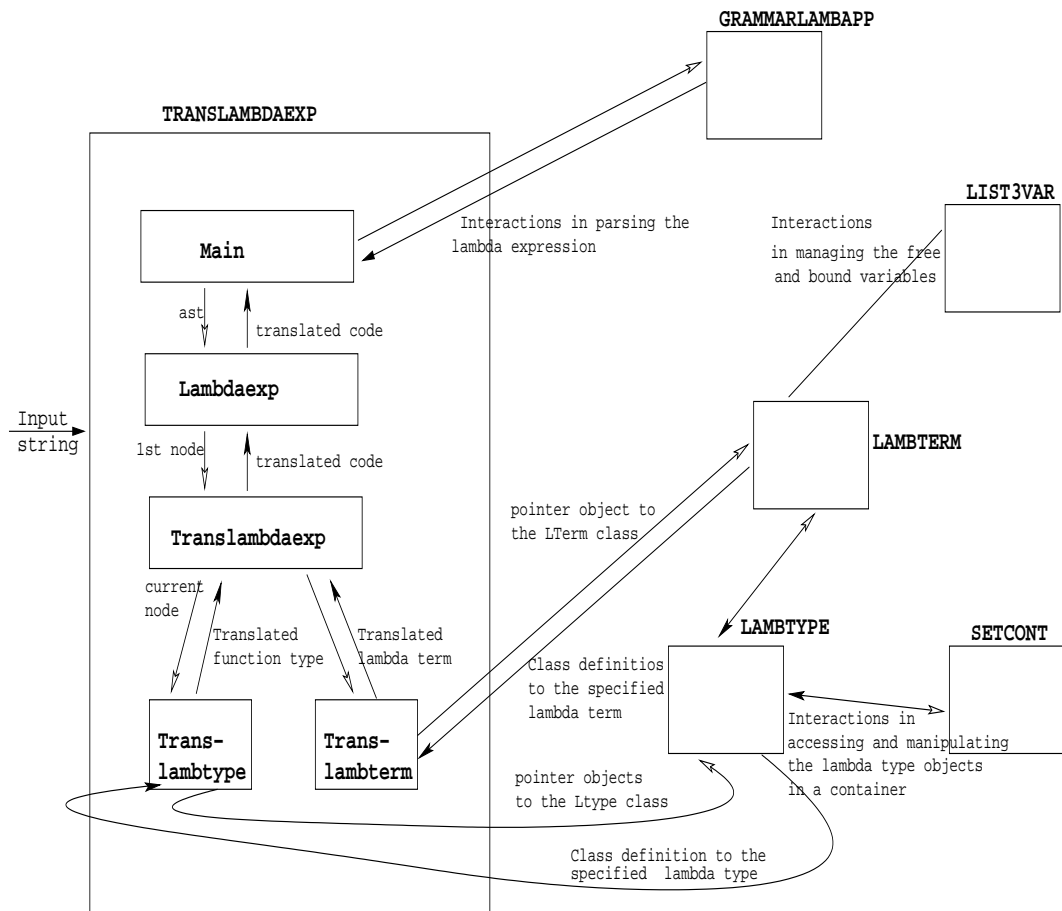 GRAMMARLAMBAPP
TRANSLAMBDAEXP
LIST3VAR
Interactions in parsing the
lambda expression
Interactions
in managing the free
and bound variables
Main
ast
translated code
Lambdaexp
Input
string
1st node
translated code
LAMBTERM
pointer object to
the LTerm class
Translambdaexp
current
node
Translated
function type
Translated
lambda term
LAMBTYPE
SETCONT
Class definitios
to the specified
lambda term
Interactions in
accessing and manipulating
the lambda type objects
in a container
Trans-
lambtype
Trans-
lambterm
pointer objects
to the Ltype class
Class definition to the
specified lambda type